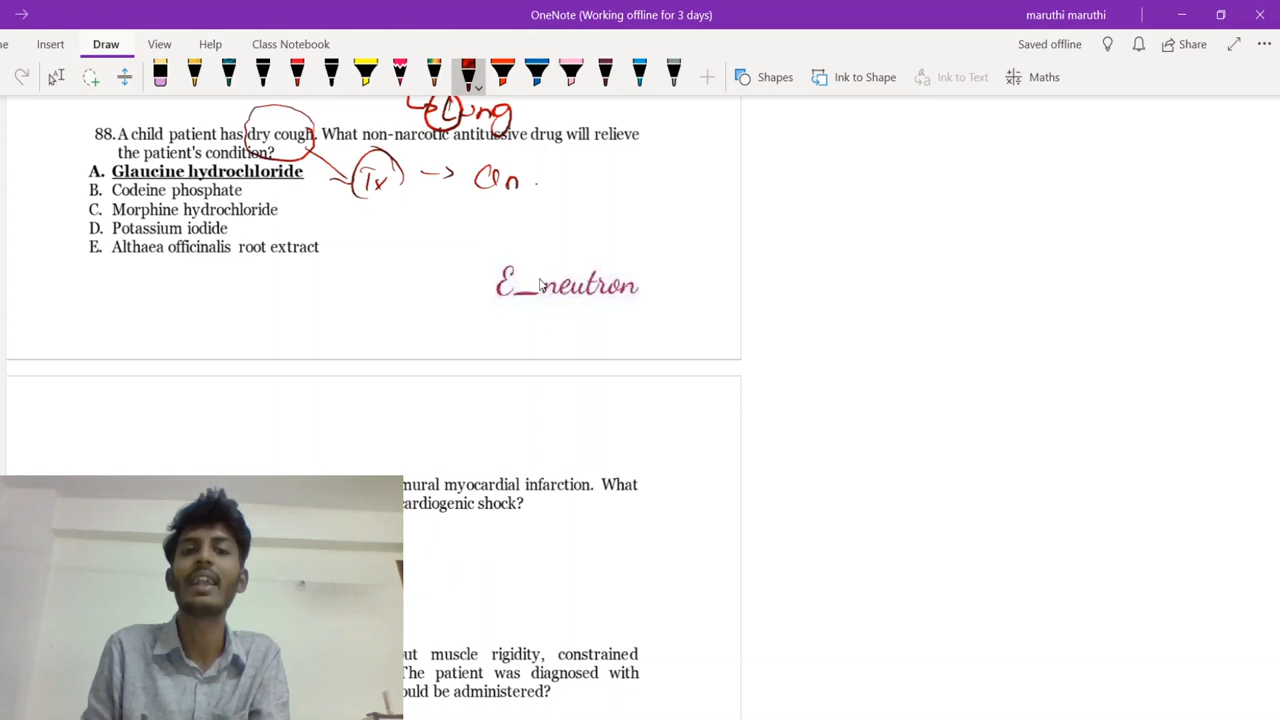 OneNote (Working offline for 3 days)
maruthi maruthi
Insert
Draw
View
Help
Class Notebook
Saved offline
Share
Shapes
Ink to Shape
Ink to Text
Maths
Lung
88. A child patient has dry cough. What non-narcotic antitussive drug will relieve
the patient's condition?
A. Glaucine hydrochloride
Tx →
B. Codeine phosphate
C. Morphine hydrochloride
D. Potassium iodide
E. Althaea officinalis root extract
E_neutron
mural myocardial infarction. What
cardiogenic shock?
muscle rigidity, constrained
The patient was diagnosed with
be administered?